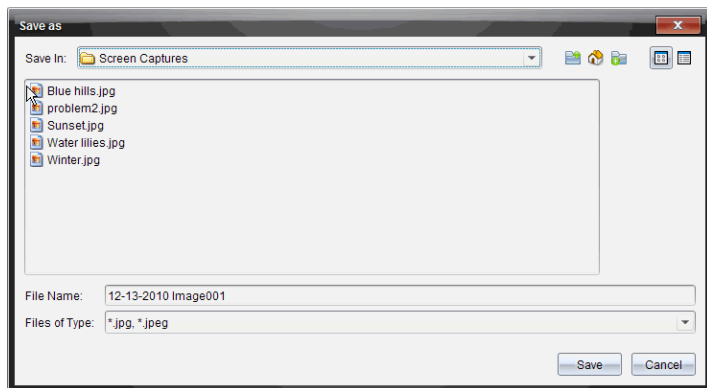 Save as
Save In: Screen Captures
Blue hills.jpg
problem2.jpg
Sunset.jpg
Water lilies.jpg
Winter.jpg
File Name: 12-13-2010 Image001
Files of Type: *.jpg, *.jpeg
Save Cancel